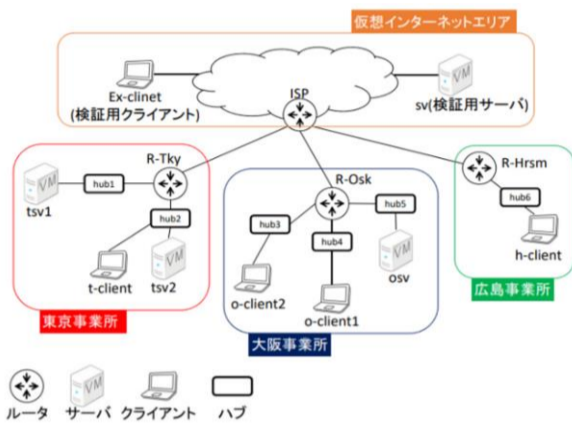 仮想インターネットエリア
Ex-clinet
(検証用クライアント)
ISP
sv(検証用サーバ)
R-Tky
VM
hub1
tsv1
hub2
VM
t-client
tsv2
東京事業所
R-Osk
hub3
hub5
hub4
VM
o-client2
osv
o-client1
大阪事業所
R-Hrsm
hub6
h-client
広島事業所
VM
ルータ
サーバ
クライアント
ハブ